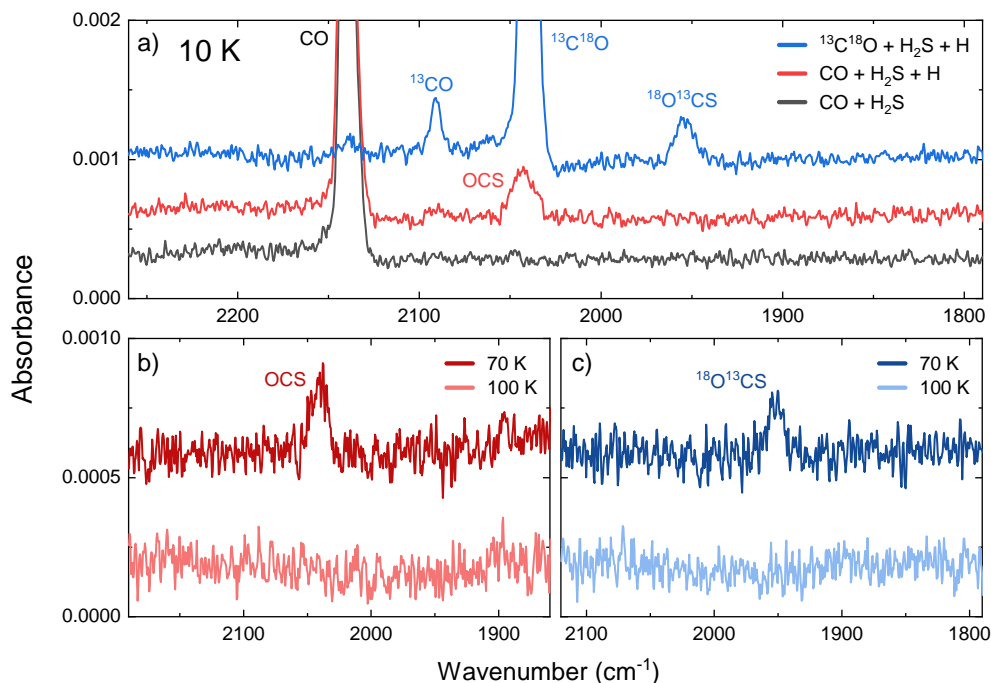 a) 10 K
CO
¹³CO
¹³C¹⁸O
¹⁸O¹³CS
OCS
¹³C¹⁸O + H₂S + H
CO + H₂S + H
CO + H₂S
0.002
0.001
0.000
2200 2100 2000 1900 1800
Absorbance
b)
OCS
70 K
100 K
0.0010
0.0005
0.0000
2100 2000 1900
c)
¹⁸O¹³CS
70 K
100 K
2100 2000 1900 1800
Wavenumber (cm⁻¹)